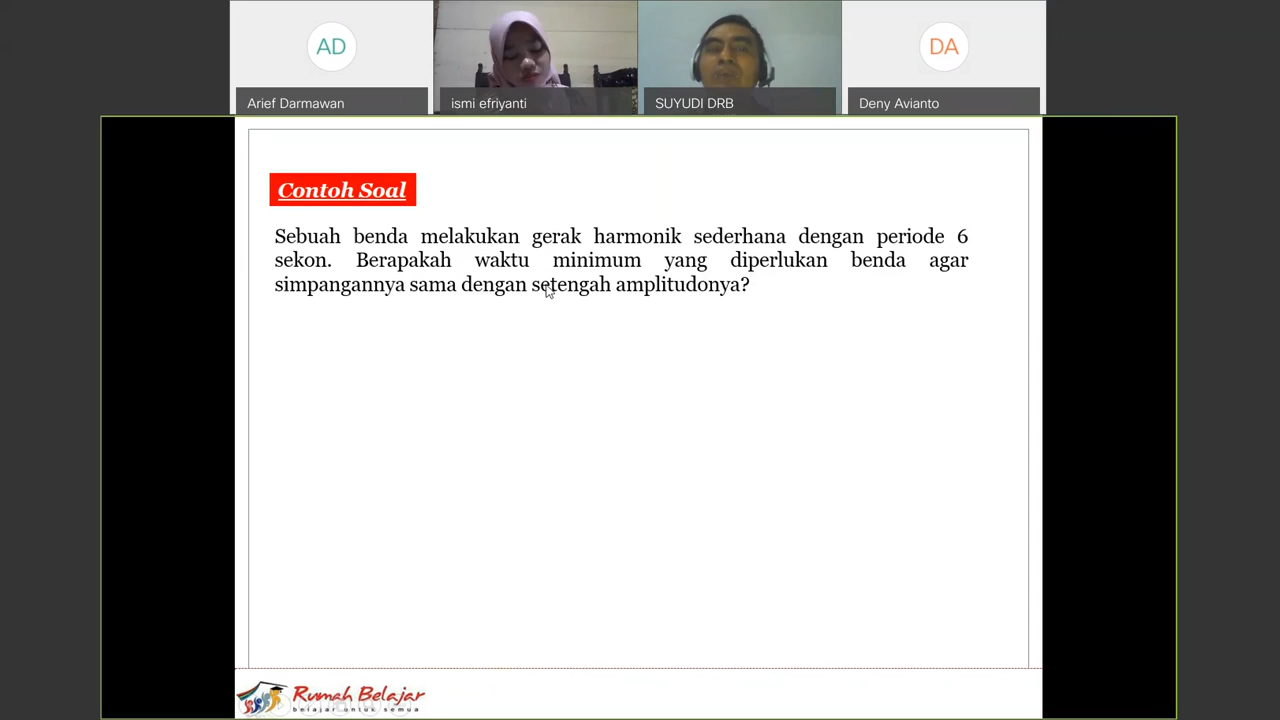 AD
DA
Arief Darmawan
ismi efriyanti
SUYUDI DRB
Deny Avianto
Contoh Soal
Sebuah benda melakukan gerak harmonik sederhana dengan periode 6
sekon. Berapakah waktu minimum yang diperlukan benda agar
simpangannya sama dengan setengah amplitudonya?
Rumah Belajar
belajar untuk semua